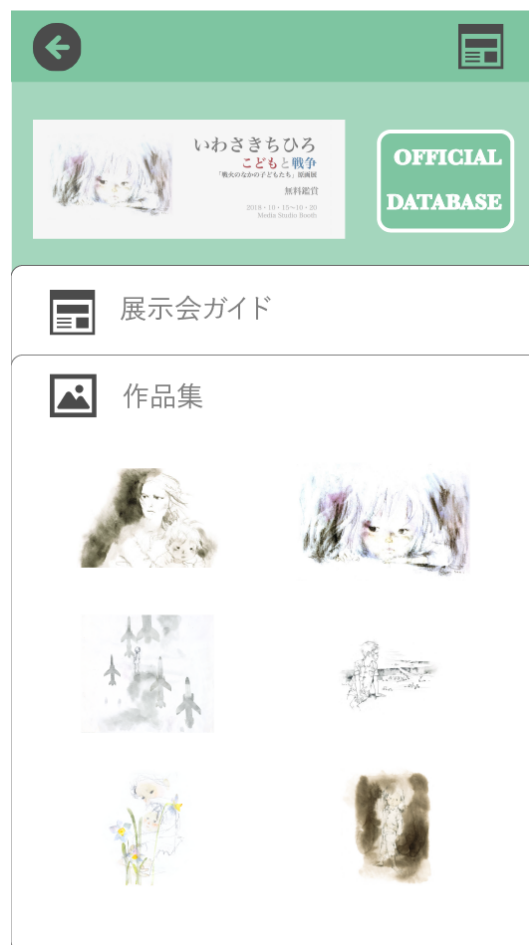 いわさきちひろ
こどもと戦争
「戦火のなかの子どもたち」原画展
無料鑑賞
2018・10・15〜10・20
Media Studio Booth
OFFICIAL
DATABASE
展示会ガイド
作品集